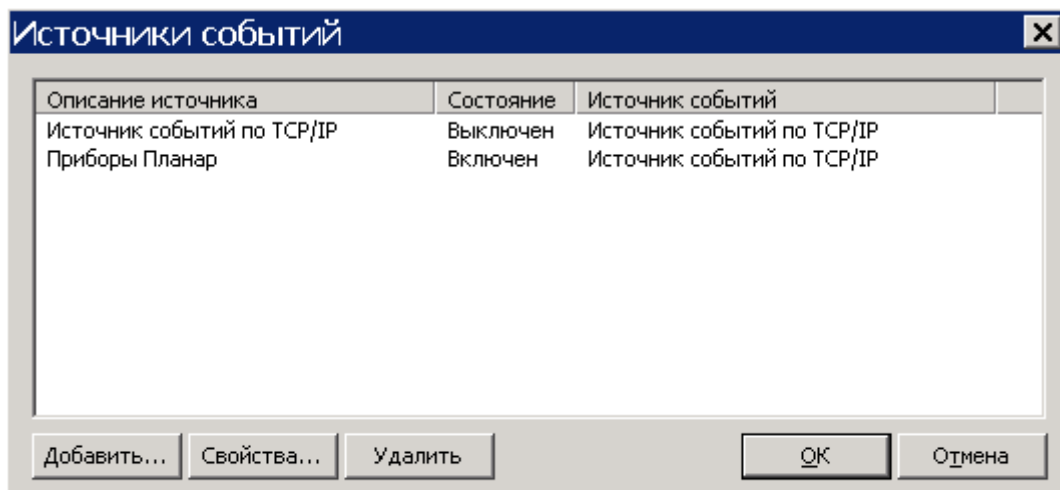 Источники событий
Описание источника Состояние Источник событий
Источник событий по TCP/IP Выключен Источник событий по TCP/IP
Приборы Планар Включен Источник событий по TCP/IP
Добавить... Свойства... Удалить OK Отмена